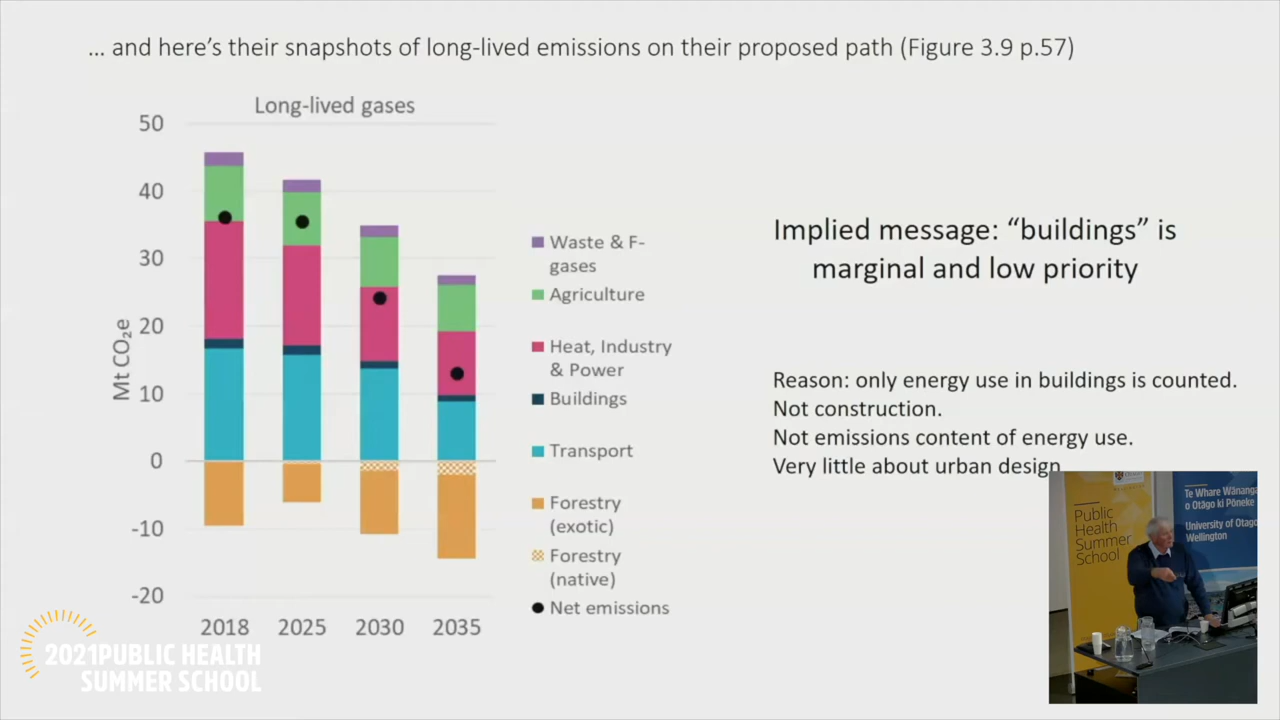 ... and here's their snapshots of long-lived emissions on their proposed path (Figure 3.9 p.57)
Long-lived gases
50
40
30
20
10
0
-10
-20
Mt CO₂e
2018 2025 2030 2035
Waste & F-
gases
Agriculture
Heat, Industry
& Power
Buildings
Transport
Forestry
(exotic)
Forestry
(native)
Net emissions
Implied message: “buildings” is
marginal and low priority
Reason: only energy use in buildings is counted.
Not construction.
Not emissions content of energy use.
Very little about urban design
Public
Health
Summer
School
Te Whare Wānanga
o Otāgo ki Pōneke
University of Otago
Wellington
2021PUBLIC HEALTH
SUMMER SCHOOL